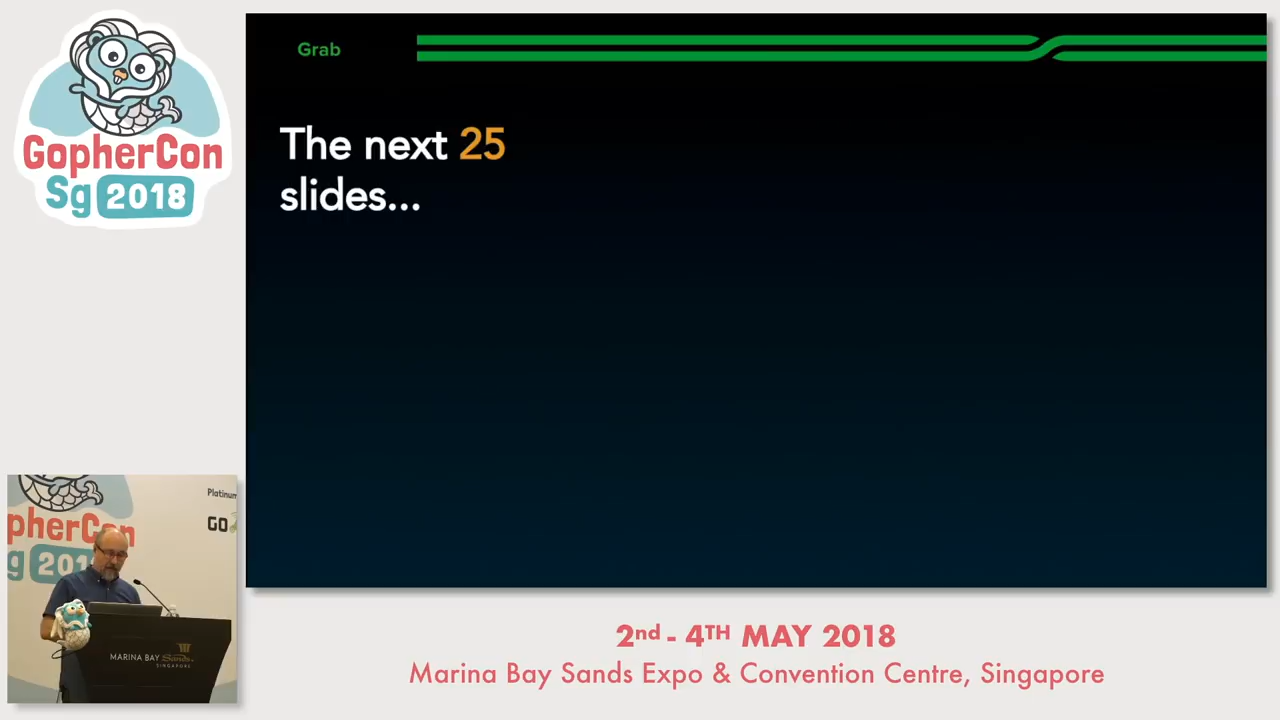 GopherCon
Sg 2018
Grab
The next 25
slides...
Platinum
GO
pherCon
g 201
MARINA BAY Sands
SINGAPORE
2nd - 4TH MAY 2018
Marina Bay Sands Expo & Convention Centre, Singapore